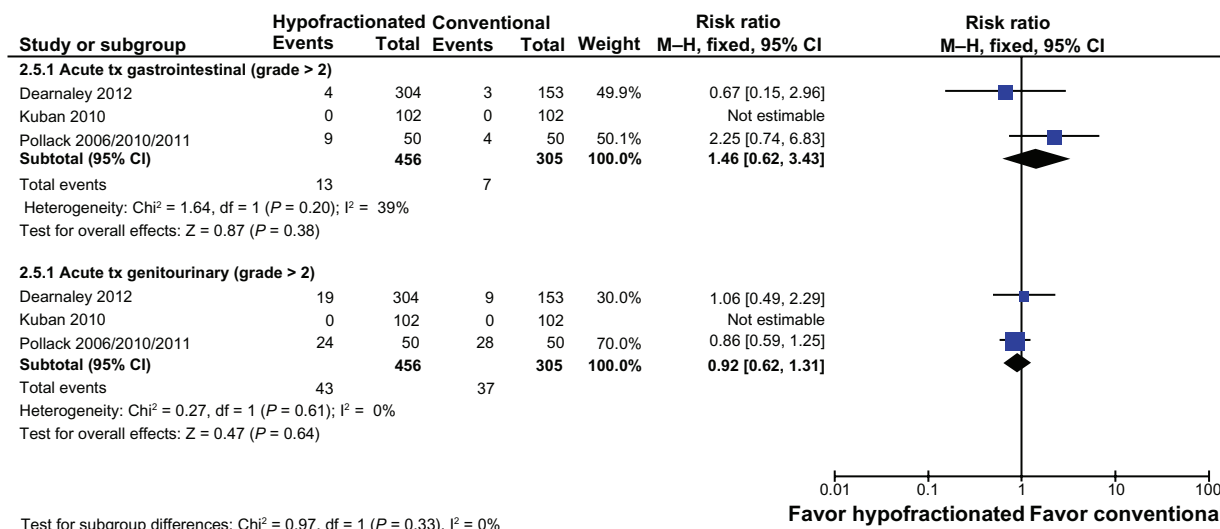 Hypofractionated Conventional Risk ratio Risk ratio
Study or subgroup Events Total Events Total Weight M–H, fixed, 95% CI M–H, fixed, 95% CI
2.5.1 Acute tx gastrointestinal (grade > 2)
Dearnaley 2012 4 304 3 153 49.9% 0.67 [0.15, 2.96]
Kuban 2010 0 102 0 102 Not estimable
Pollack 2006/2010/2011 9 50 4 50 50.1% 2.25 [0.74, 6.83]
Subtotal (95% CI) 456 305 100.0% 1.46 [0.62, 3.43]
Total events 13 7
Heterogeneity: Chi² = 1.64, df = 1 (P = 0.20); I² = 39%
Test for overall effects: Z = 0.87 (P = 0.38)
2.5.1 Acute tx genitourinary (grade > 2)
Dearnaley 2012 19 304 9 153 30.0% 1.06 [0.49, 2.29]
Kuban 2010 0 102 0 102 Not estimable
Pollack 2006/2010/2011 24 50 28 50 70.0% 0.86 [0.59, 1.25]
Subtotal (95% CI) 456 305 100.0% 0.92 [0.62, 1.31]
Total events 43 37
Heterogeneity: Chi² = 0.27, df = 1 (P = 0.61); I² = 0%
Test for overall effects: Z = 0.47 (P = 0.64)
0.01 0.1 1 10 100
Favor hypofractionated Favor conventiona
Test for subgroup differences: Chi² = 0.97, df = 1 (P = 0.33), I² = 0%